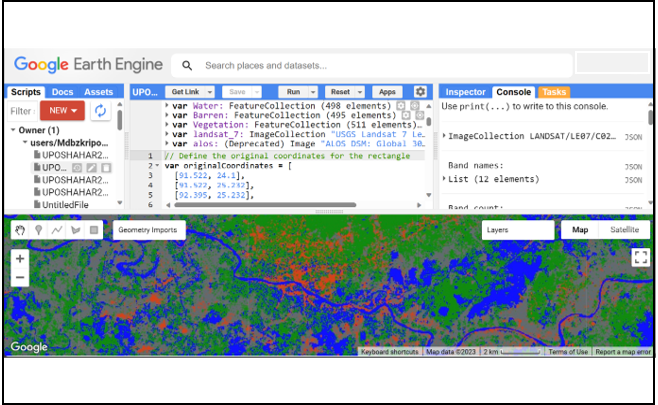 Google Earth Engine
Search places and datasets...
Scripts Docs Assets
Filter
NEW
Owner (1)
users/Mdbzkripo...
UPOSHAHAR2...
UPO...
UPOSHAHAR2...
UPOSHAHAR2...
UntitledFile
UPO... Get Link Save Run Reset Apps
var Water: FeatureCollection (498 elements)
var Barren: FeatureCollection (495 elements)
var Vegetation: FeatureCollection (511 elements)...
var landsat_7: ImageCollection "USGS Landsat 7 Le...
var alos: (Deprecated) Image "ALOS DSM: Global 30...
1 // Define the original coordinates for the rectangle
2 var originalCoordinates = [
3 [91.522, 24.1],
4 [91.522, 25.232],
5 [92.395, 25.232],
6
Inspector Console Tasks
Use print(...) to write to this console.
ImageCollection LANDSAT/LE07/C02... JSON
Band names: JSON
List (12 elements) JSON
Band count: JSON
Geometry Imports
Layers Map Satellite
+
−
Google
Keyboard shortcuts Map data ©2023 2 km Terms of Use Report a map error